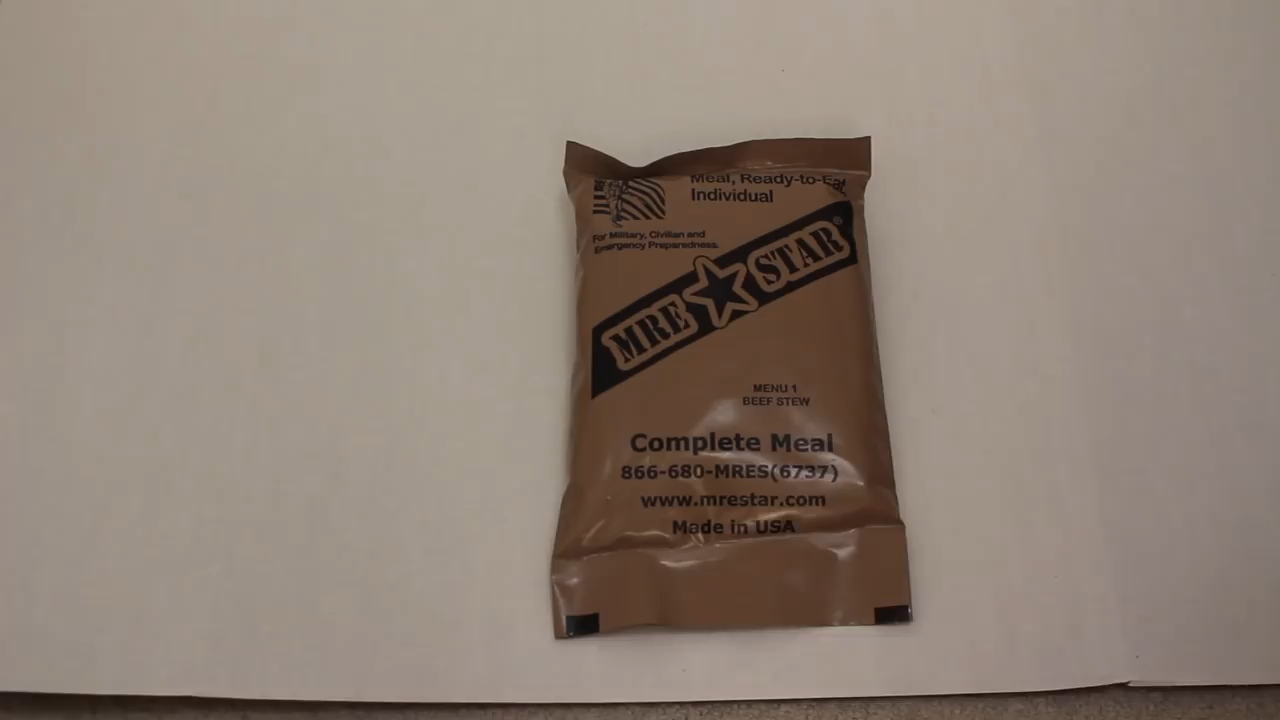 Meal, Ready-to-Eat,
Individual
For Military, Civilian and
Emergency Preparedness.
MRE STAR®
MENU 1
BEEF STEW
Complete Meal
866-680-MRES(6737)
www.mrestar.com
Made in USA